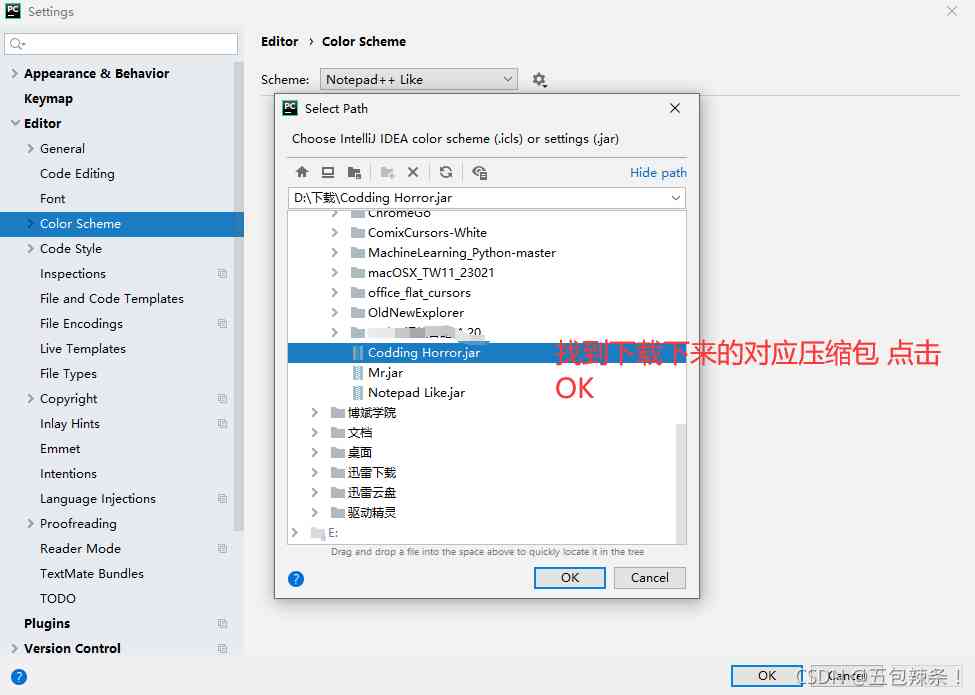 PC Settings
Editor › Color Scheme
Scheme: Notepad++ Like
Appearance & Behavior
Keymap
Editor
General
Code Editing
Font
Color Scheme
Code Style
Inspections
File and Code Templates
File Encodings
Live Templates
File Types
Copyright
Inlay Hints
Emmet
Intentions
Language Injections
Proofreading
Reader Mode
TextMate Bundles
TODO
Plugins
Version Control
PC Select Path
Choose IntelliJ IDEA color scheme (.icls) or settings (.jar)
Hide path
D:\下载\Codding Horror.jar
ChromeGo
ComixCursors-White
MachineLearning_Python-master
macOSX_TW11_23021
office_flat_cursors
OldNewExplorer
Codding Horror.jar
Mr.jar
Notepad Like.jar
博斌学院
文档
桌面
迅雷下载
迅雷云盘
驱动精灵
E:
Drag and drop a file into the space above to quickly locate it in the tree
? OK Cancel
找到下载下来的对应压缩包 点击
OK
? OK Cancel
CSDN @五包辣条！